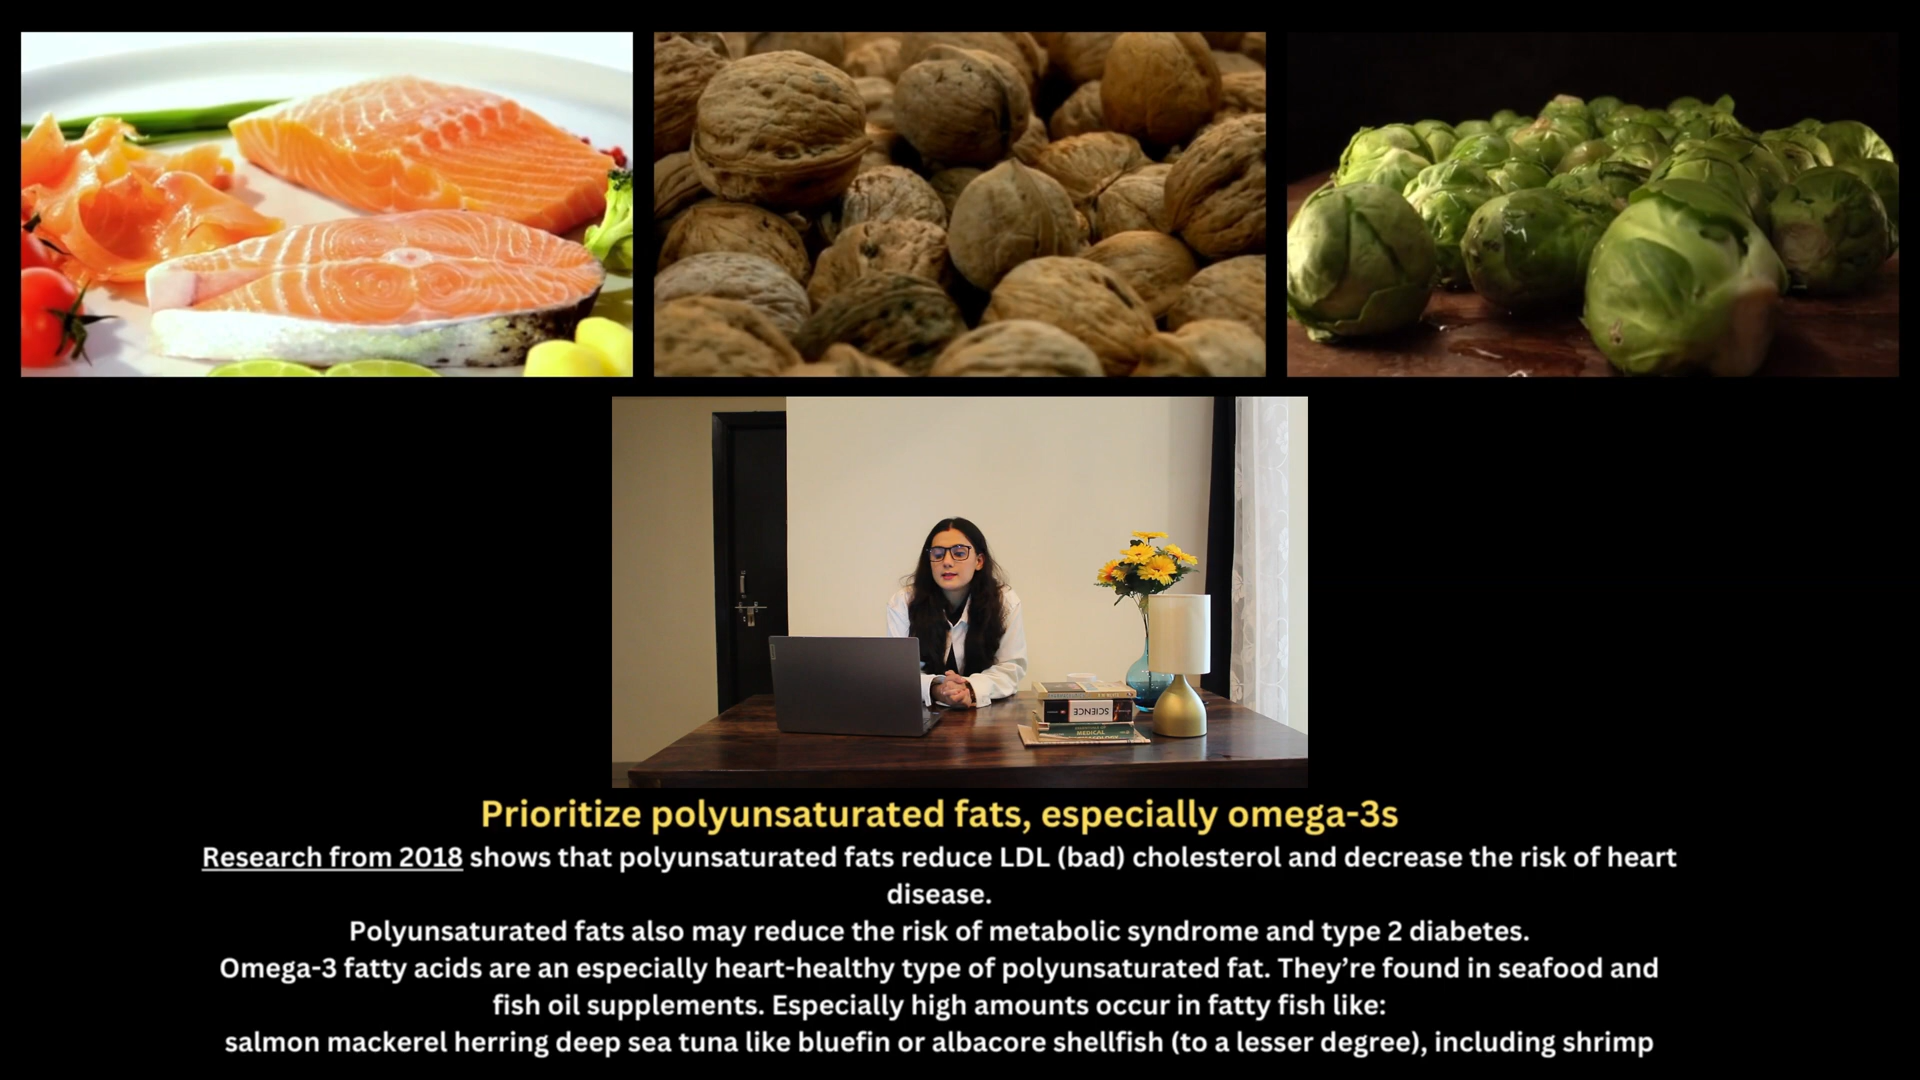 SCIENCE
MEDICAL
Prioritize polyunsaturated fats, especially omega-3s
Research from 2018 shows that polyunsaturated fats reduce LDL (bad) cholesterol and decrease the risk of heart
disease.
Polyunsaturated fats also may reduce the risk of metabolic syndrome and type 2 diabetes.
Omega-3 fatty acids are an especially heart-healthy type of polyunsaturated fat. They’re found in seafood and
fish oil supplements. Especially high amounts occur in fatty fish like:
salmon mackerel herring deep sea tuna like bluefin or albacore shellfish (to a lesser degree), including shrimp